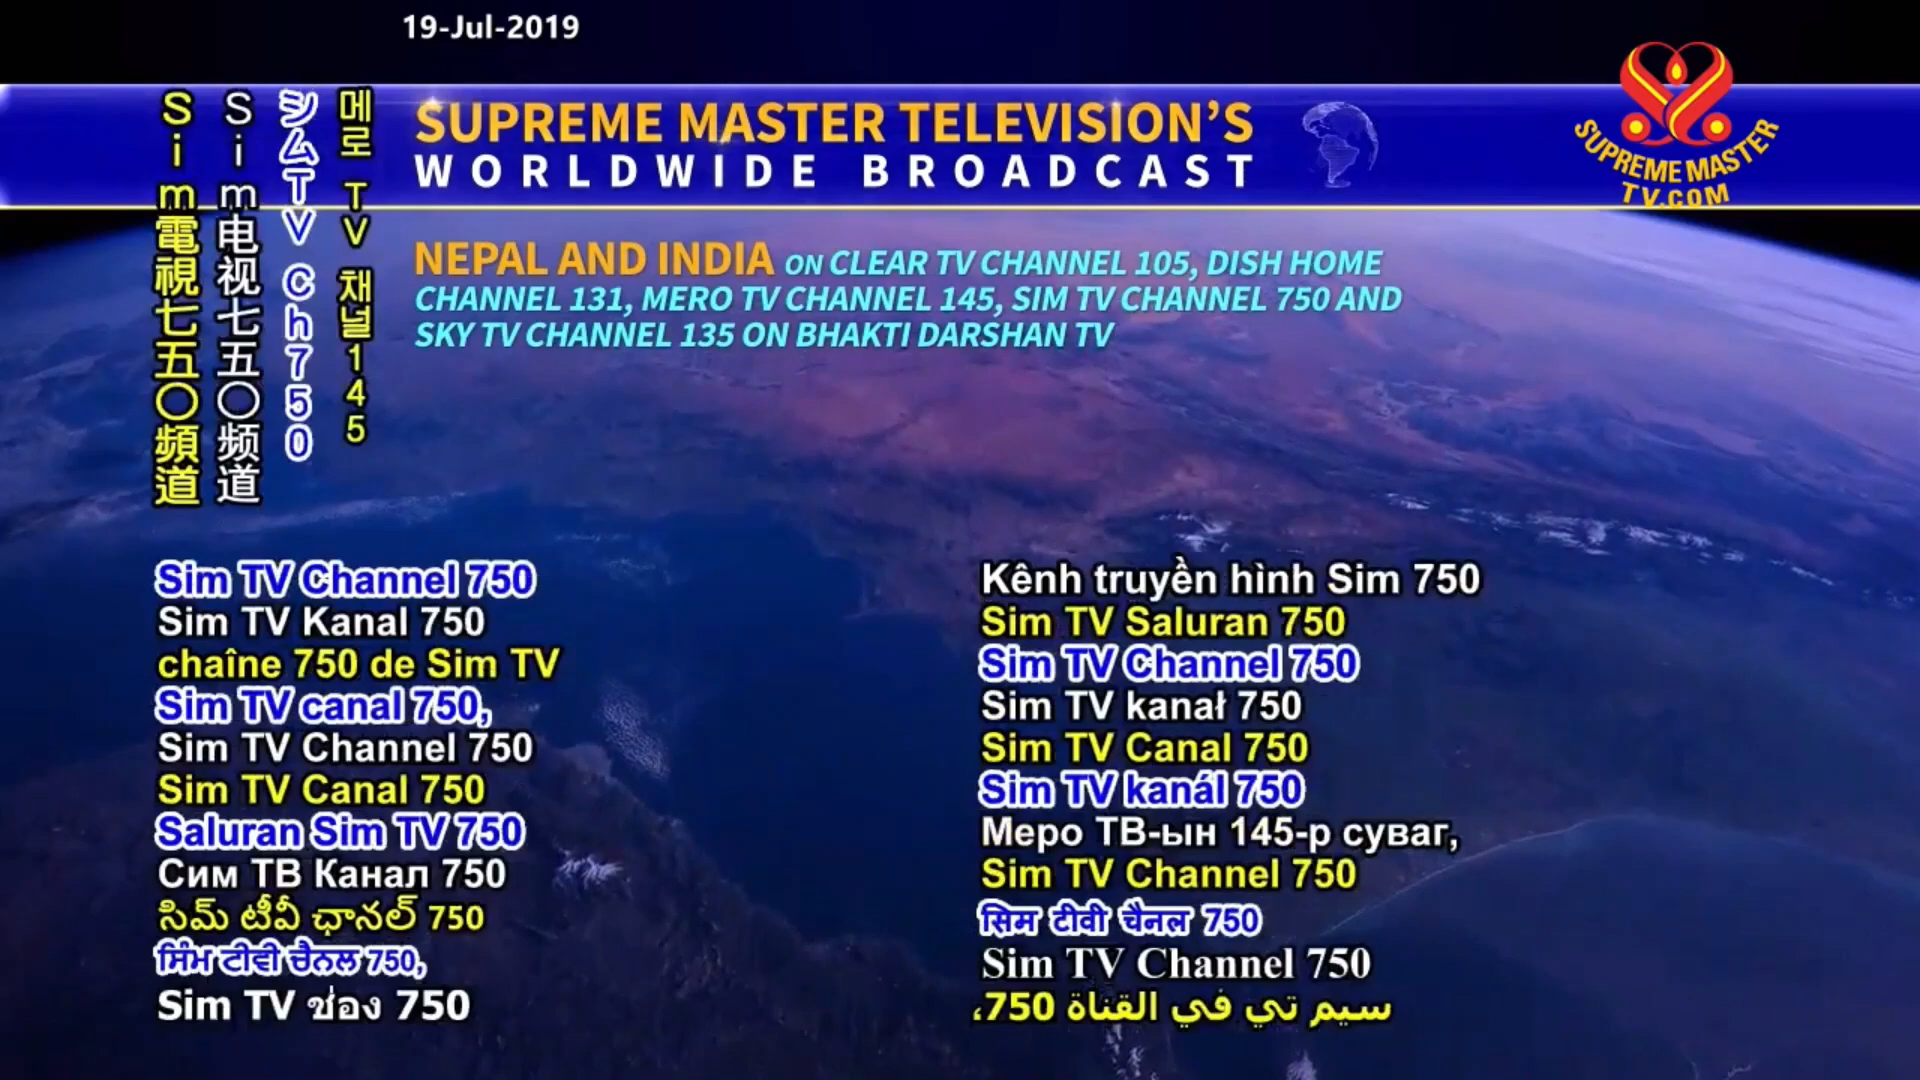 19-Jul-2019
Sim電視七五〇頻道
Sim电视七五〇频道
シムTV Ch750
메로 TV 채널145
SUPREME MASTER TELEVISION’S
WORLDWIDE BROADCAST
SUPREME MASTER
TV.COM
NEPAL AND INDIA ON CLEAR TV CHANNEL 105, DISH HOME
CHANNEL 131, MERO TV CHANNEL 145, SIM TV CHANNEL 750 AND
SKY TV CHANNEL 135 ON BHAKTI DARSHAN TV
Sim TV Channel 750
Sim TV Kanal 750
chaîne 750 de Sim TV
Sim TV canal 750,
Sim TV Channel 750
Sim TV Canal 750
Saluran Sim TV 750
Сим ТВ Канал 750
సిమ్ టీవీ ఛానల్ 750
ਸਿੰਮ ਟੀਵੀ ਚੈਨਲ 750,
Sim TV ช่อง 750
Kênh truyền hình Sim 750
Sim TV Saluran 750
Sim TV Channel 750
Sim TV kanał 750
Sim TV Canal 750
Sim TV kanál 750
Меро ТВ-ын 145-р суваг,
Sim TV Channel 750
सिम टीवी चैनल 750
Sim TV Channel 750
سيم تي في القناة 750،